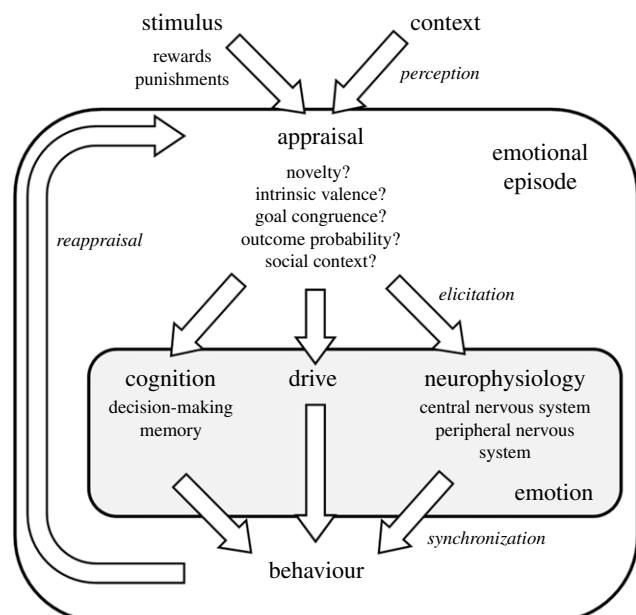 stimulus
context
rewards
punishments
perception
appraisal
emotional
episode
novelty?
intrinsic valence?
goal congruence?
outcome probability?
social context?
reappraisal
elicitation
cognition
decision-making
memory
drive
neurophysiology
central nervous system
peripheral nervous
system
emotion
synchronization
behaviour